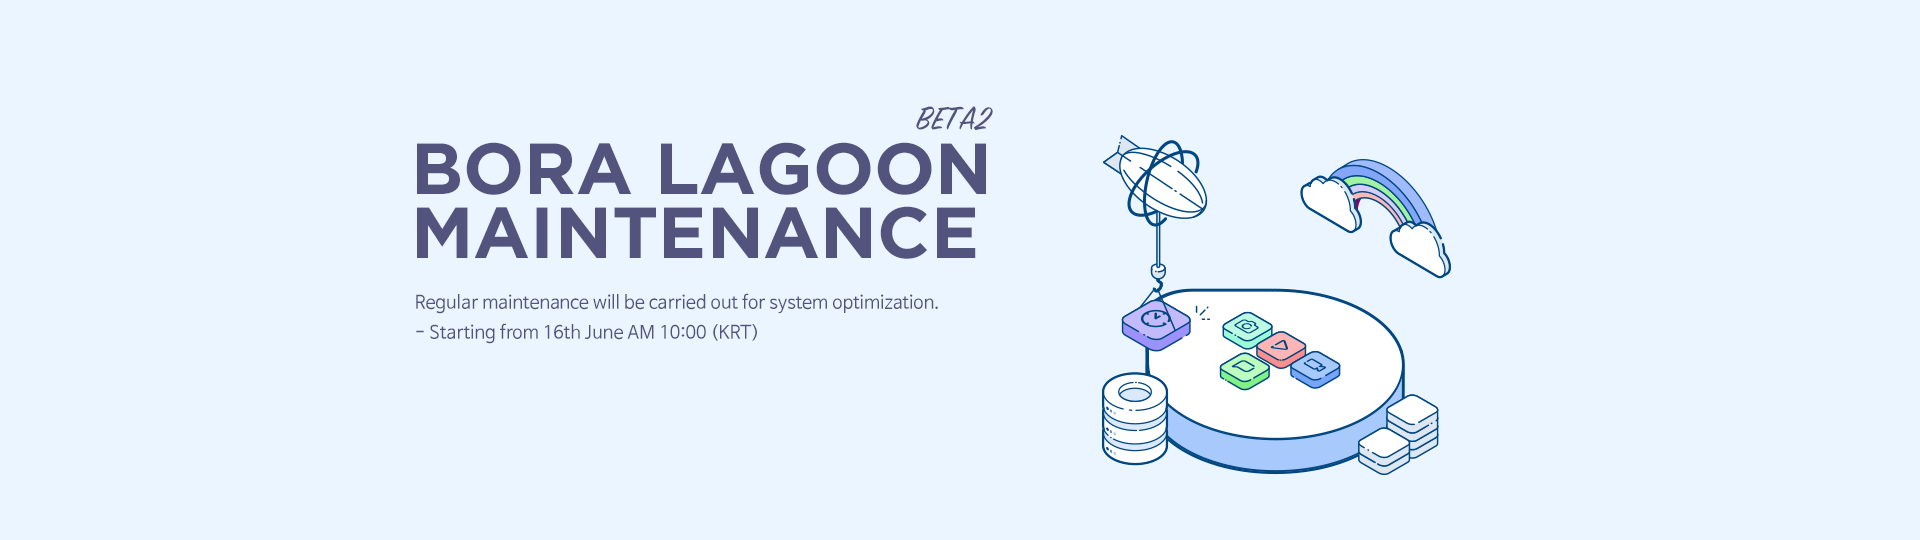 BETA2
BORA LAGOON
MAINTENANCE
Regular maintenance will be carried out for system optimization.
- Starting from 16th June AM 10:00 (KRT)